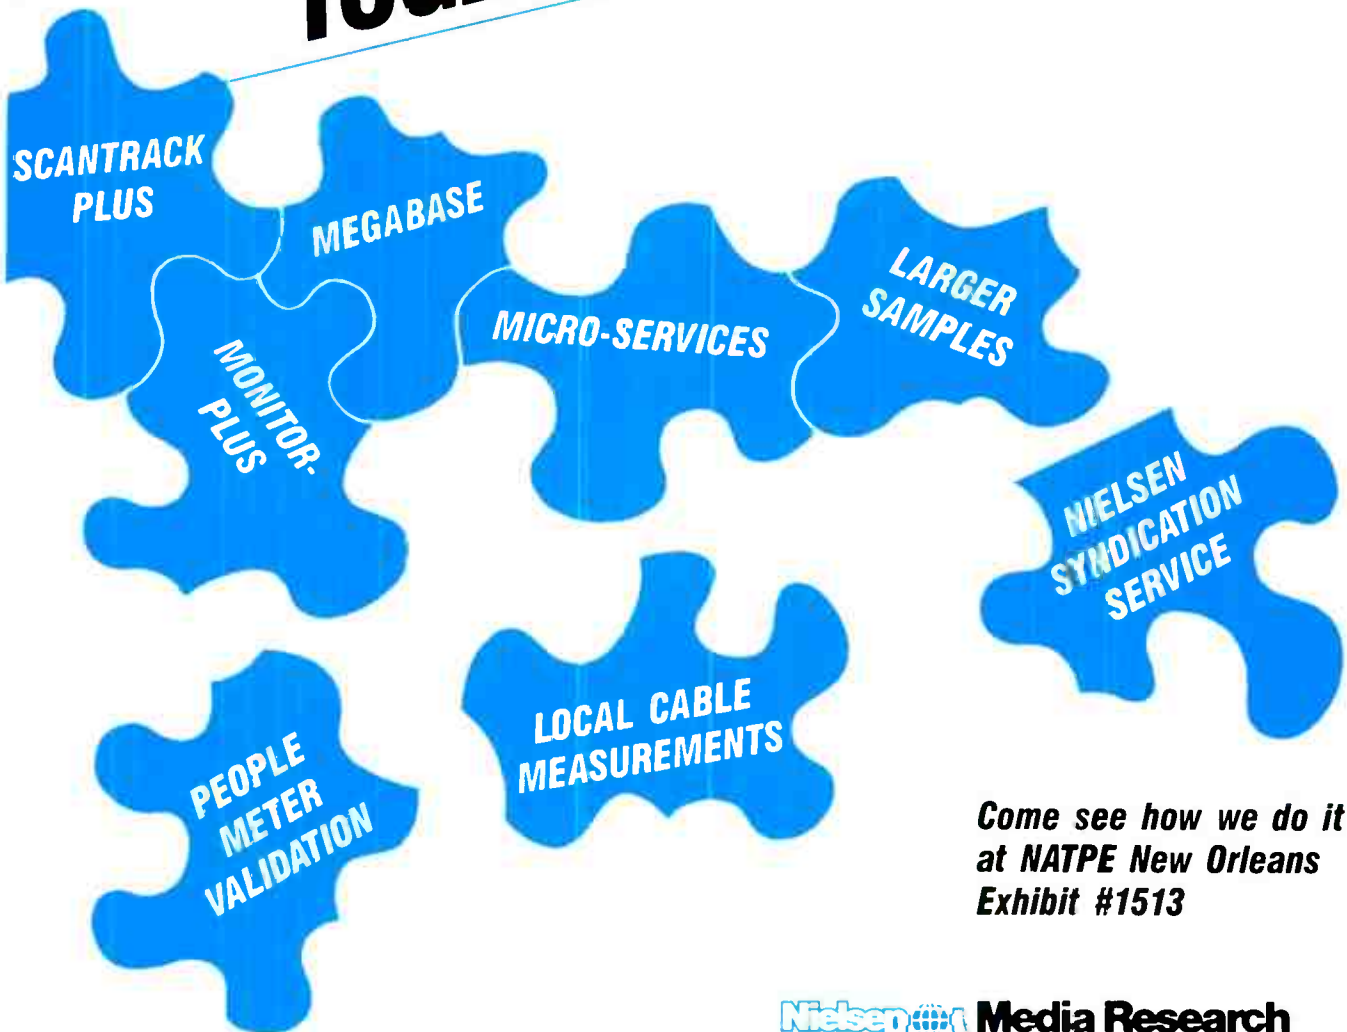 SCANTRACK
PLUS
MEGABASE
MONITOR-
PLUS
MICRO-SERVICES
LARGER
SAMPLES
NIELSEN
SYNDICATION
SERVICE
PEOPLE
METER
VALIDATION
LOCAL CABLE
MEASUREMENTS
Come see how we do it
at NATPE New Orleans
Exhibit #1513
Nielsen Media Research